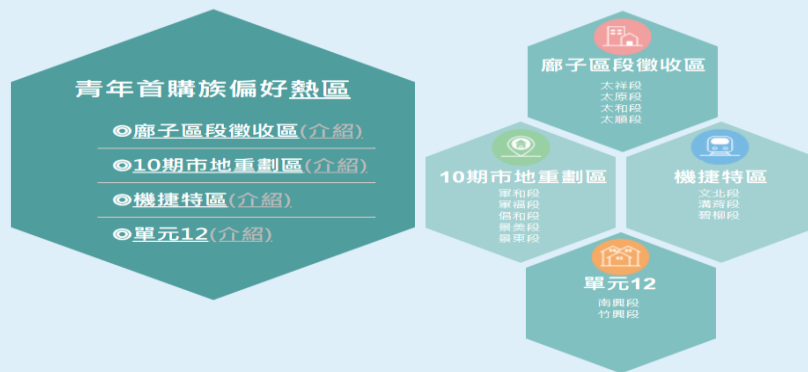 青年首購族偏好熱區
◎廍子區段徵收區(介紹)
◎10期市地重劃區(介紹)
◎機捷特區(介紹)
◎單元12(介紹)
廍子區段徵收區
太祥段
太原段
太和段
太順段
10期市地重劃區
軍和段
軍福段
倡和段
景美段
景東段
機捷特區
文北段
溝背段
碧柳段
單元12
南興段
竹興段